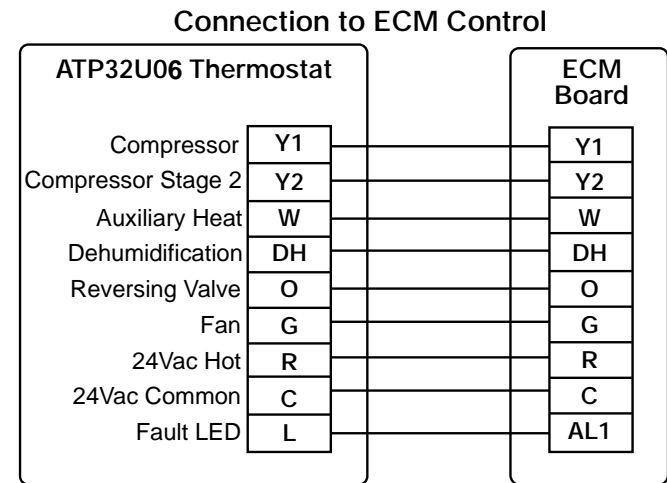 Connection to ECM Control
ATP32U06 Thermostat
ECM
Board
Compressor Y1 Y1
Compressor Stage 2 Y2 Y2
Auxiliary Heat W W
Dehumidification DH DH
Reversing Valve O O
Fan G G
24Vac Hot R R
24Vac Common C C
Fault LED L AL1